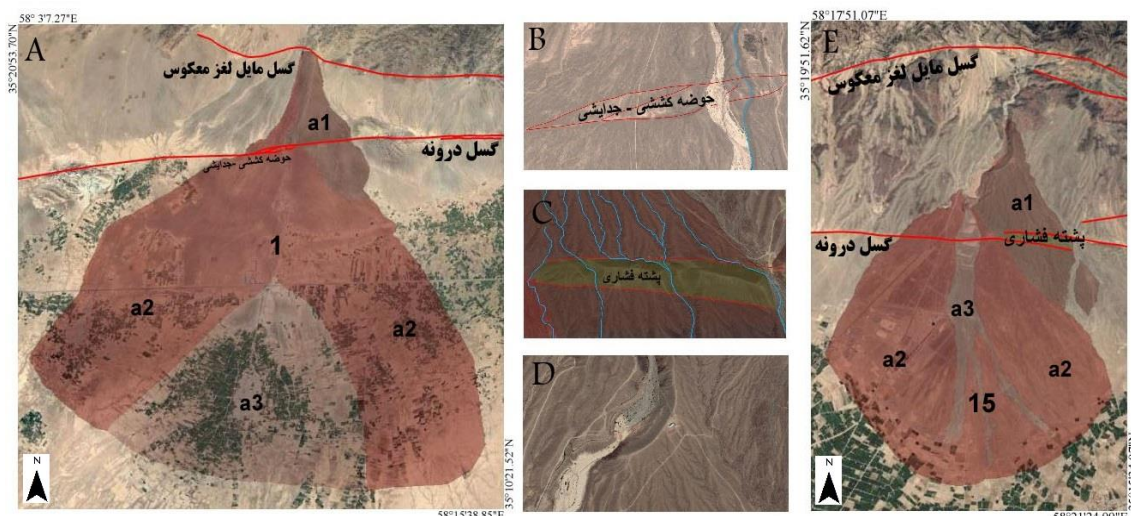 58° 3'7.27"E
35°20'53.70"N
A
گسل مایل لغز معکوس
a1
گسل درونه
حوضه کششی -جدایشی
1
a2
a2
a3
N
35°10'21.52"N
58°15'38.85"E
B
حوضه کششی - جدایشی
C
پشته فشاری
D
58°17'51.07"E
35°19'51.62"N
E
گسل مایل لغز معکوس
a1
پشته فشاری
گسل درونه
a3
a2
a2
15
N